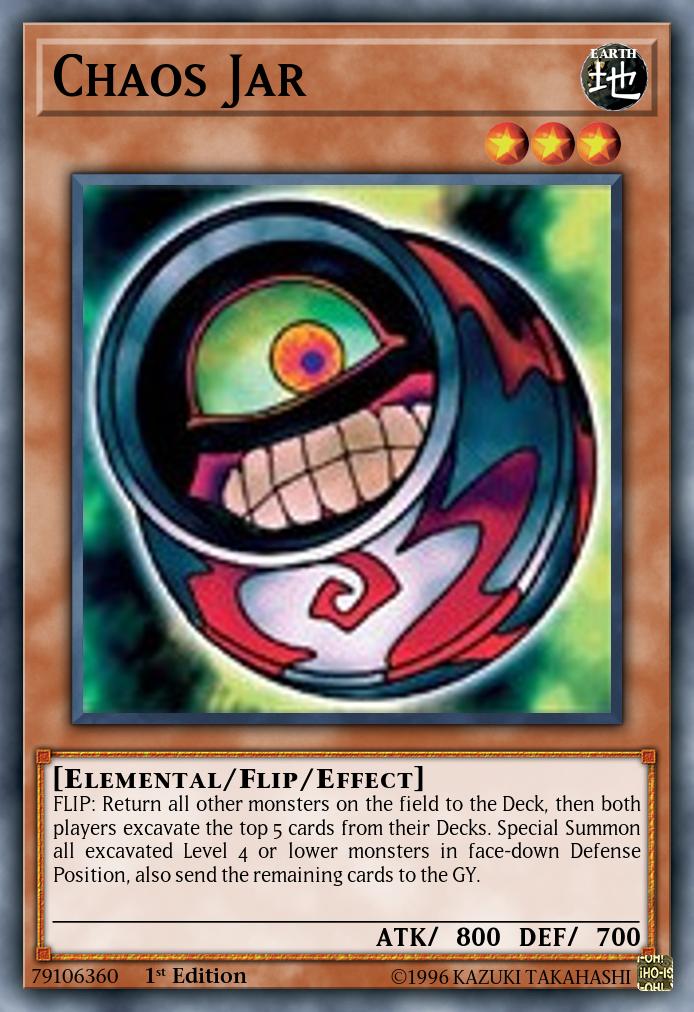 CHAOS JAR
EARTH
地
[ELEMENTAL/FLIP/EFFECT]
FLIP: Return all other monsters on the field to the Deck, then both
players excavate the top 5 cards from their Decks. Special Summon
all excavated Level 4 or lower monsters in face-down Defense
Position, also send the remaining cards to the GY.
ATK/ 800 DEF/ 700
79106360 1st Edition ©1996 KAZUKI TAKAHASHI